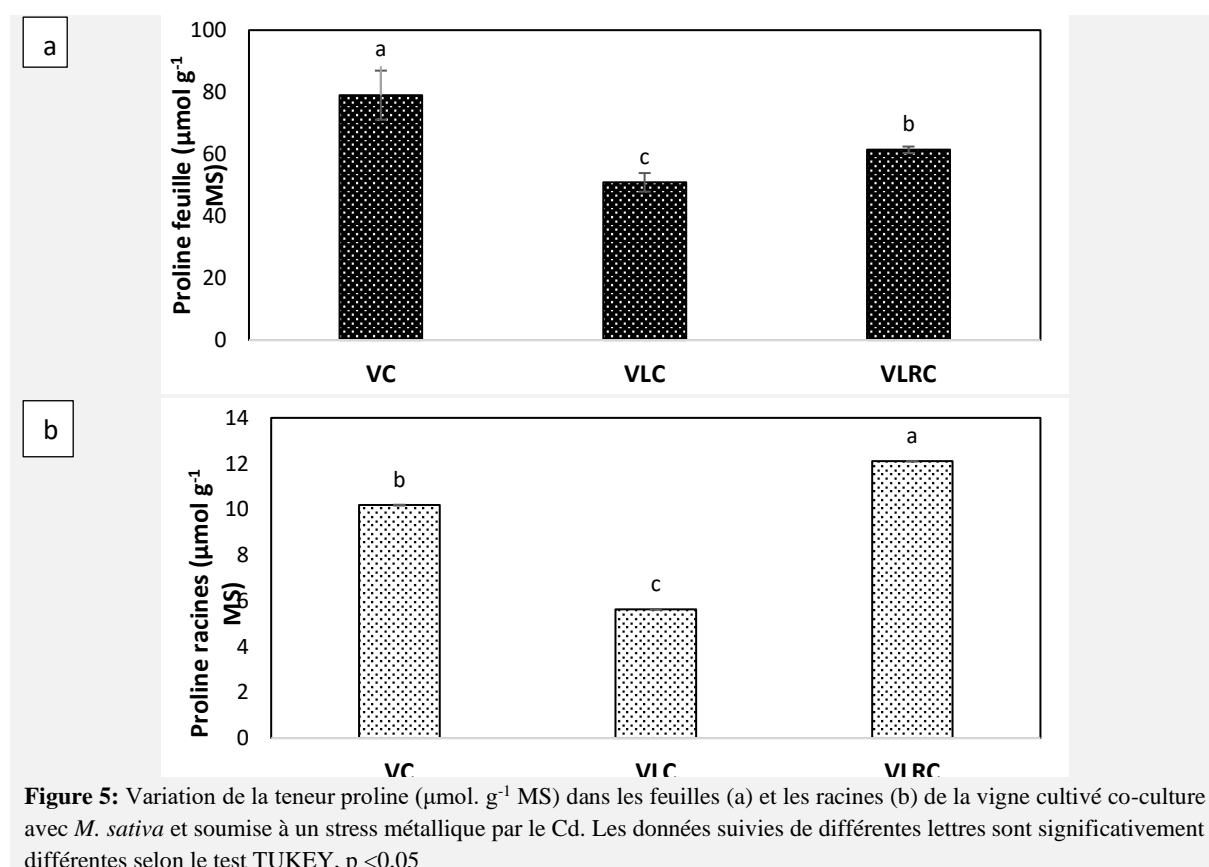 a
100
80
60
40
20
0
Proline feuille (µmol g-1
MS)
a
c
b
VC
VLC
VLRC
b
14
12
10
8
6
4
2
0
Proline racines (µmol g-1
MS)
b
c
a
VC
VLC
VLRC
Figure 5: Variation de la teneur proline (µmol. g-1 MS) dans les feuilles (a) et les racines (b) de la vigne cultivé co-culture
avec M. sativa et soumise à un stress métallique par le Cd. Les données suivies de différentes lettres sont significativement
différentes selon le test TUKEY, p <0.05